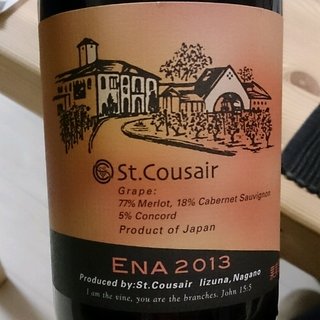 St.Cousair
Grape:
77% Merlot, 18% Cabernet Sauvignon
5% Concord
Product of Japan
ENA 2013
Produced by:St.Cousair Iizuna,Nagano
I am the vine, you are the branches. John 15:5